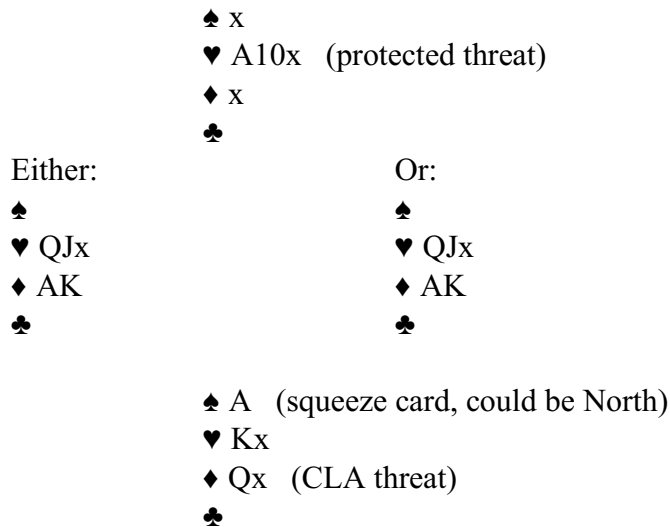 ♠ x
♥ A10x (protected threat)
♦ x
♣
Either: Or:
♠ ♠
♥ QJx ♥ QJx
♦ AK ♦ AK
♣ ♣
♠ A (squeeze card, could be North)
♥ Kx
♦ Qx (CLA threat)
♣